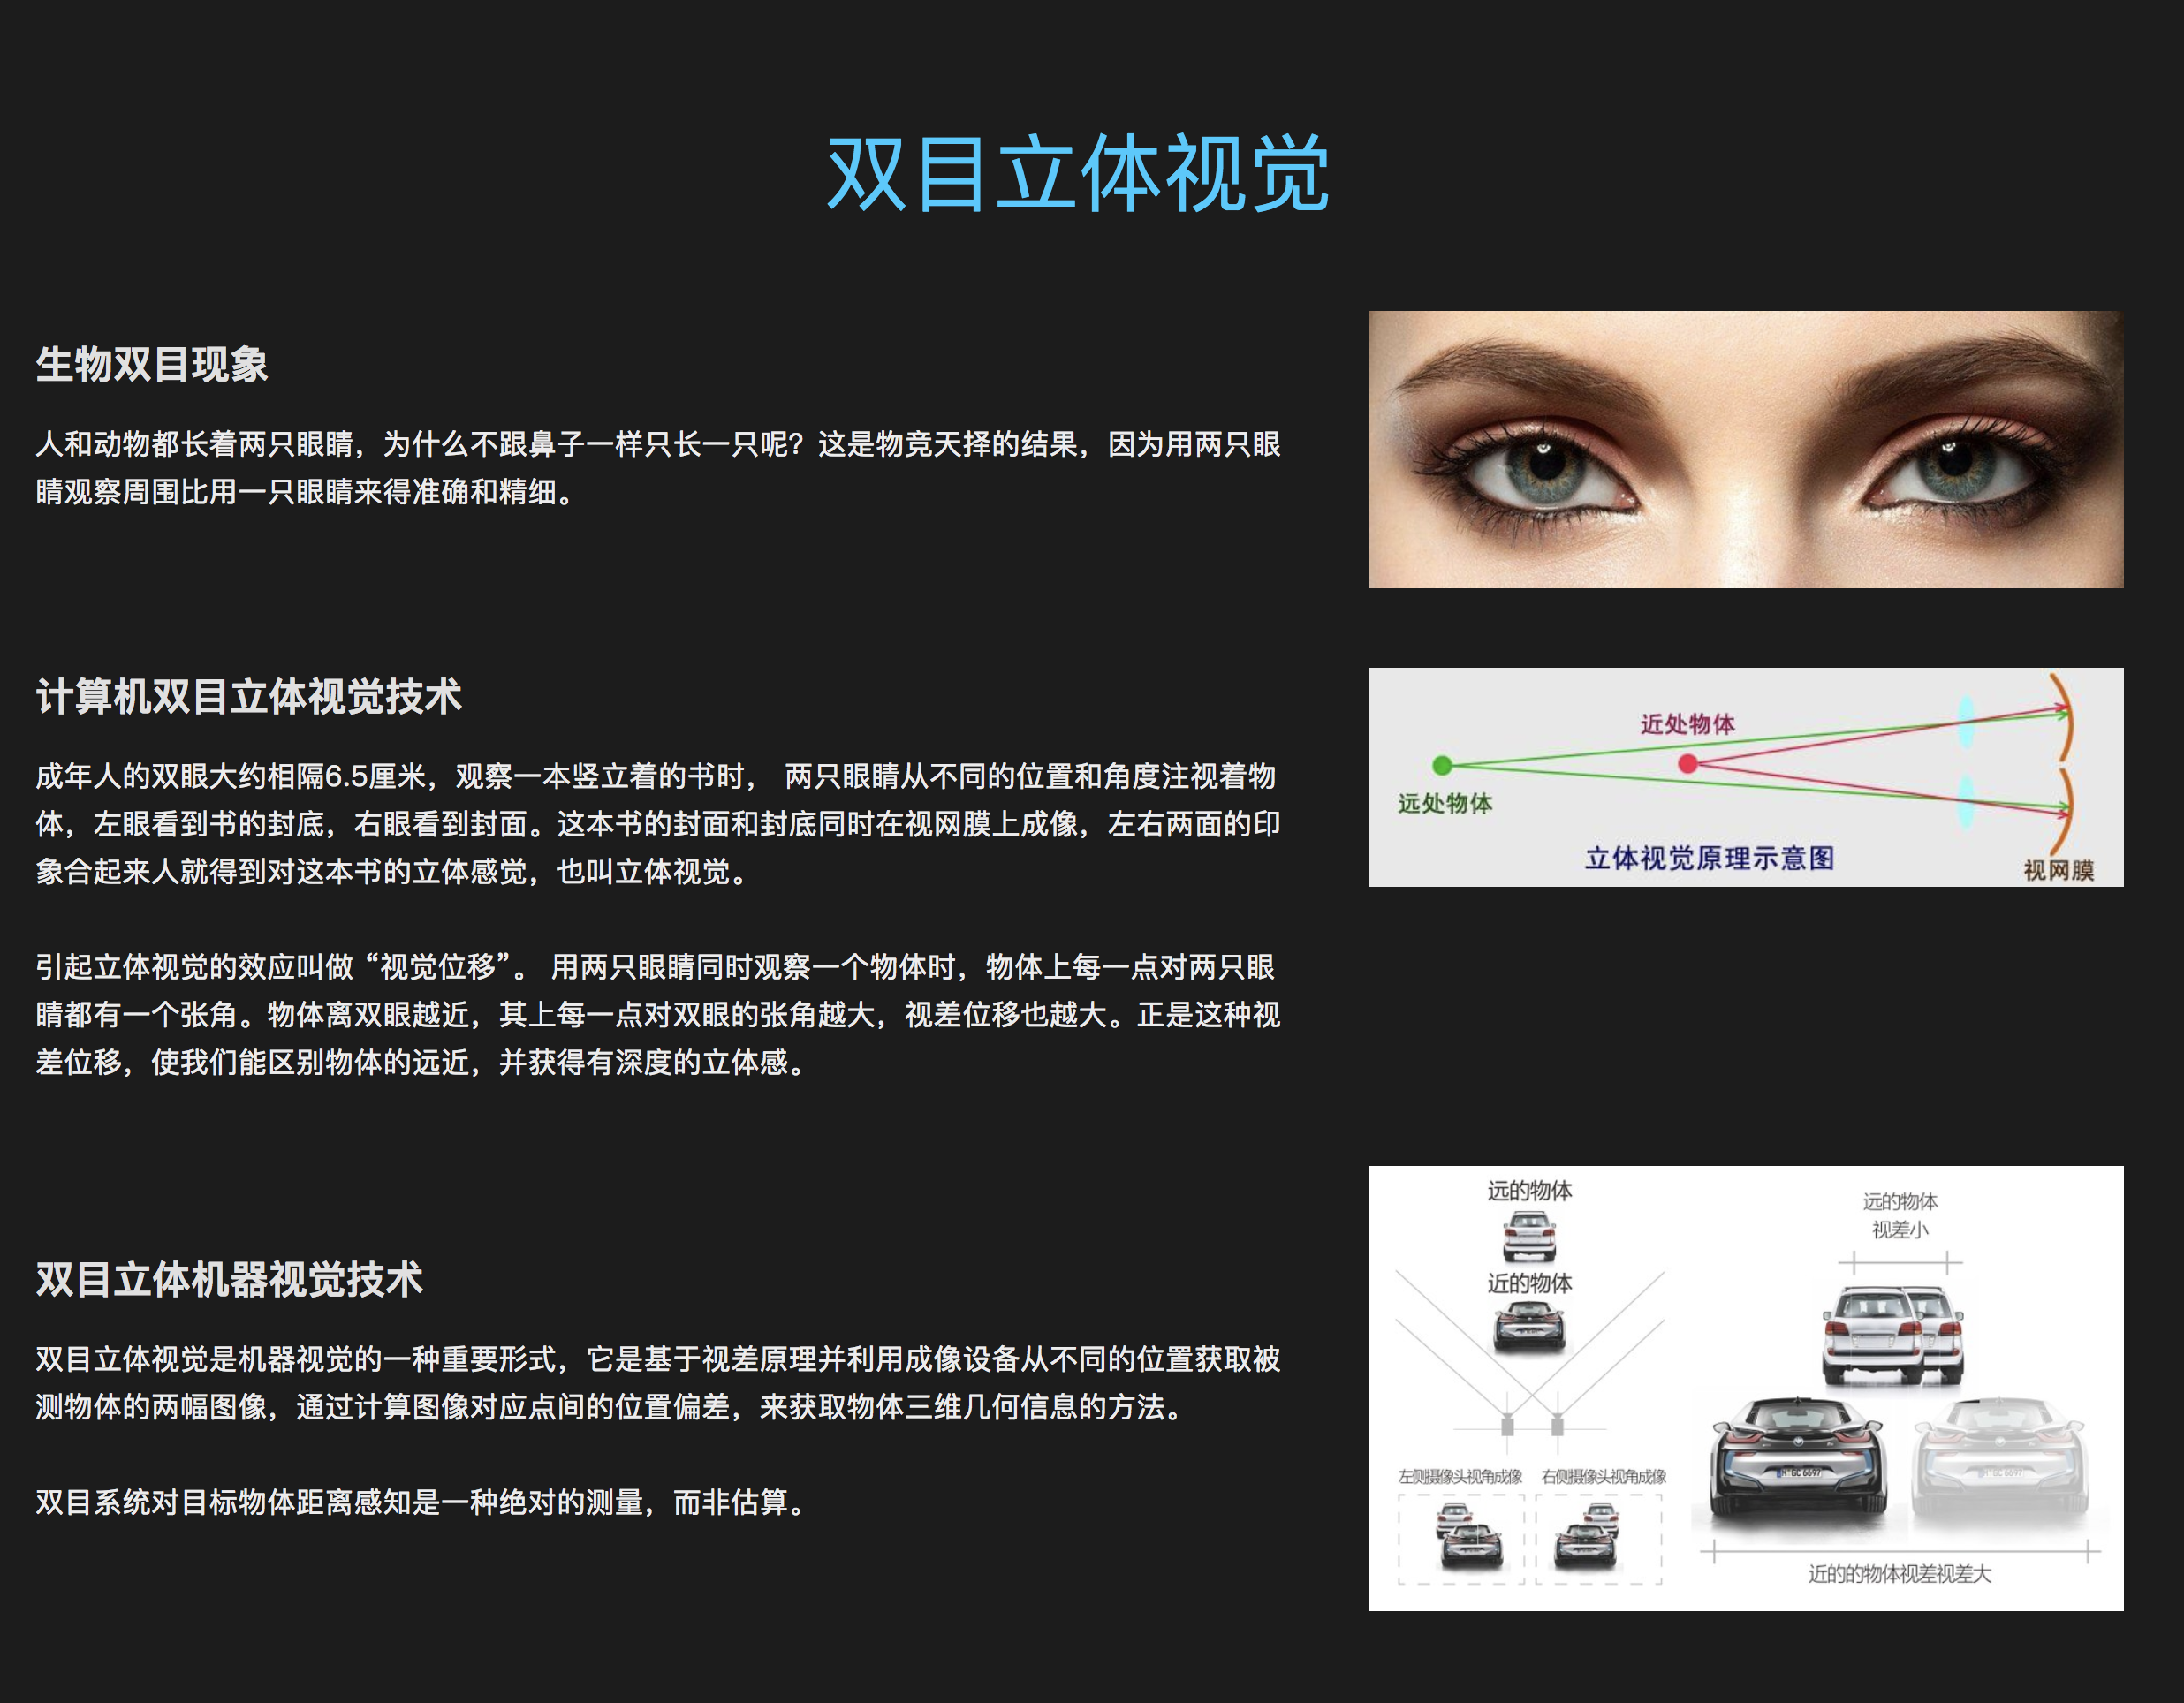 双目立体视觉
生物双目现象
人和动物都长着两只眼睛，为什么不跟鼻子一样只长一只呢？这是物竞天择的结果，因为用两只眼
睛观察周围比用一只眼睛来得准确和精细。
计算机双目立体视觉技术
成年人的双眼大约相隔6.5厘米，观察一本竖立着的书时， 两只眼睛从不同的位置和角度注视着物
体，左眼看到书的封底，右眼看到封面。这本书的封面和封底同时在视网膜上成像，左右两面的印
象合起来人就得到对这本书的立体感觉，也叫立体视觉。
引起立体视觉的效应叫做 “视觉位移”。 用两只眼睛同时观察一个物体时，物体上每一点对两只眼
睛都有一个张角。物体离双眼越近，其上每一点对双眼的张角越大，视差位移也越大。正是这种视
差位移，使我们能区别物体的远近，并获得有深度的立体感。
近处物体
远处物体
立体视觉原理示意图
视网膜
双目立体机器视觉技术
双目立体视觉是机器视觉的一种重要形式，它是基于视差原理并利用成像设备从不同的位置获取被
测物体的两幅图像，通过计算图像对应点间的位置偏差，来获取物体三维几何信息的方法。
双目系统对目标物体距离感知是一种绝对的测量，而非估算。
远的物体
近的物体
左侧摄像头视角成像
右侧摄像头视角成像
远的物体
视差小
近的的物体视差视差大